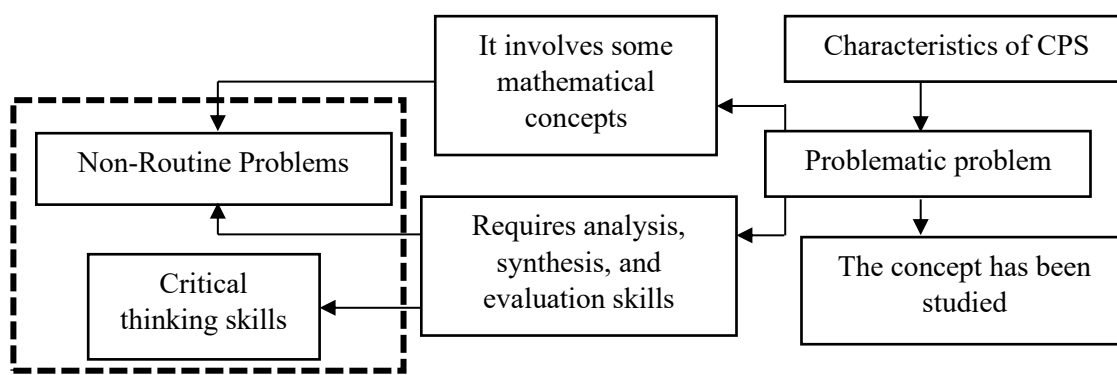 It involves some
mathematical
concepts
Characteristics of CPS
Non-Routine Problems
Problematic problem
Requires analysis,
synthesis, and
evaluation skills
Critical
thinking skills
The concept has been
studied